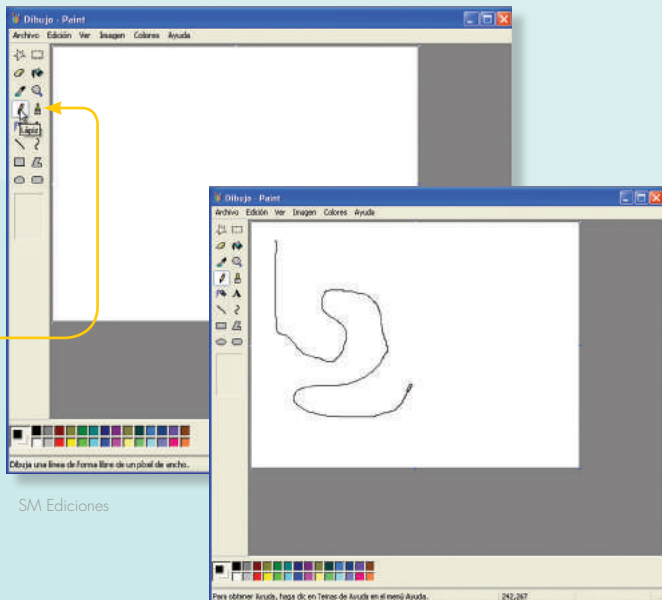 Dibujo - Paint
Archivo Edición Ver Imagen Colores Ayuda
Lápiz
Dibuja una línea de forma libre de un píxel de ancho.
SM Ediciones
Dibujo - Paint
Archivo Edición Ver Imagen Colores Ayuda
A
Para obtener Ayuda, haga clic en Temas de Ayuda en el menú Ayuda.
242,267